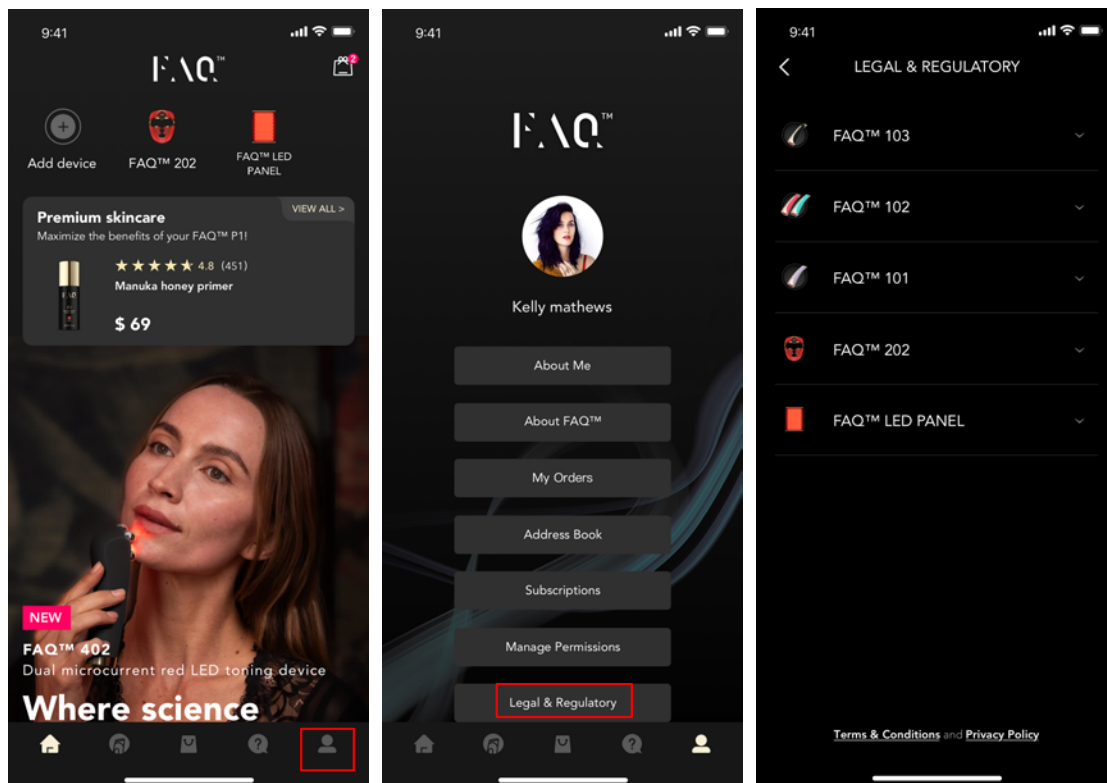 9:41
FAQ™
2
Add device
FAQ™ 202
FAQ™ LED
PANEL
Premium skincare
VIEW ALL >
Maximize the benefits of your FAQ™ P1!
4.8 (451)
Manuka honey primer
$ 69
FAQ
NEW
FAQ™ 402
Dual microcurrent red LED toning device
Where science
9:41
FAQ™
Kelly mathews
About Me
About FAQ™
My Orders
Address Book
Subscriptions
Manage Permissions
Legal & Regulatory
9:41
LEGAL & REGULATORY
FAQ™ 103
FAQ™ 102
FAQ™ 101
FAQ™ 202
FAQ™ LED PANEL
Terms & Conditions and Privacy Policy